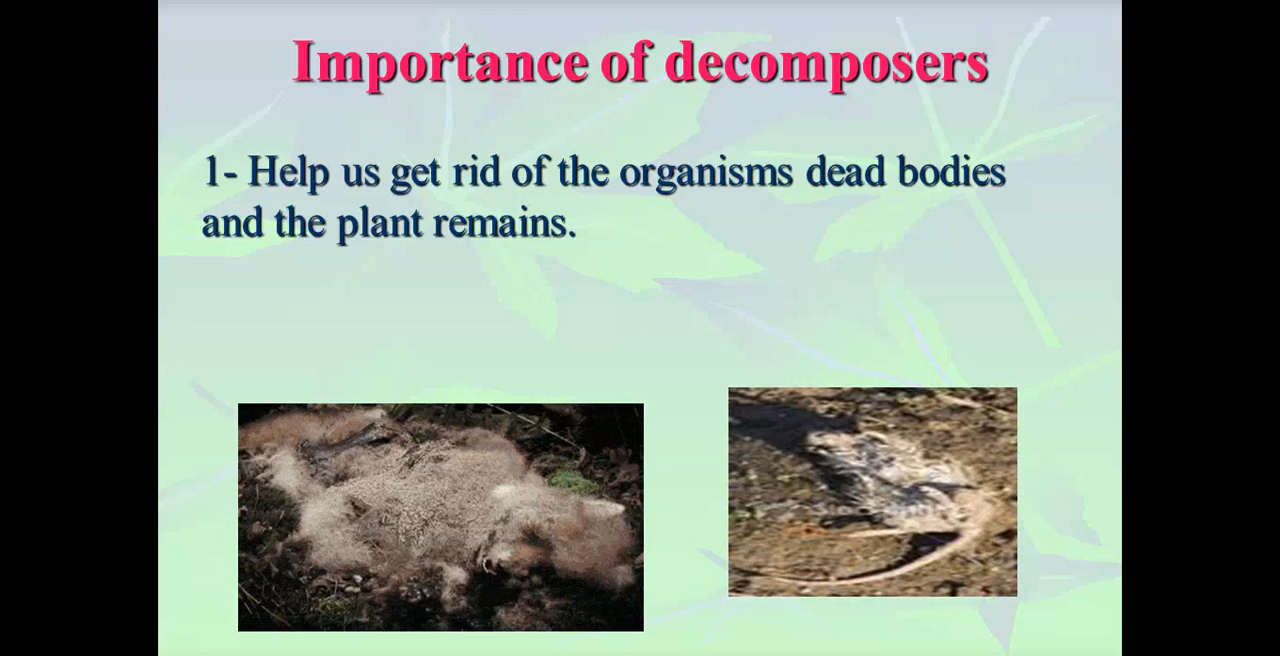 Importance of decomposers
1- Help us get rid of the organisms dead bodies
and the plant remains.